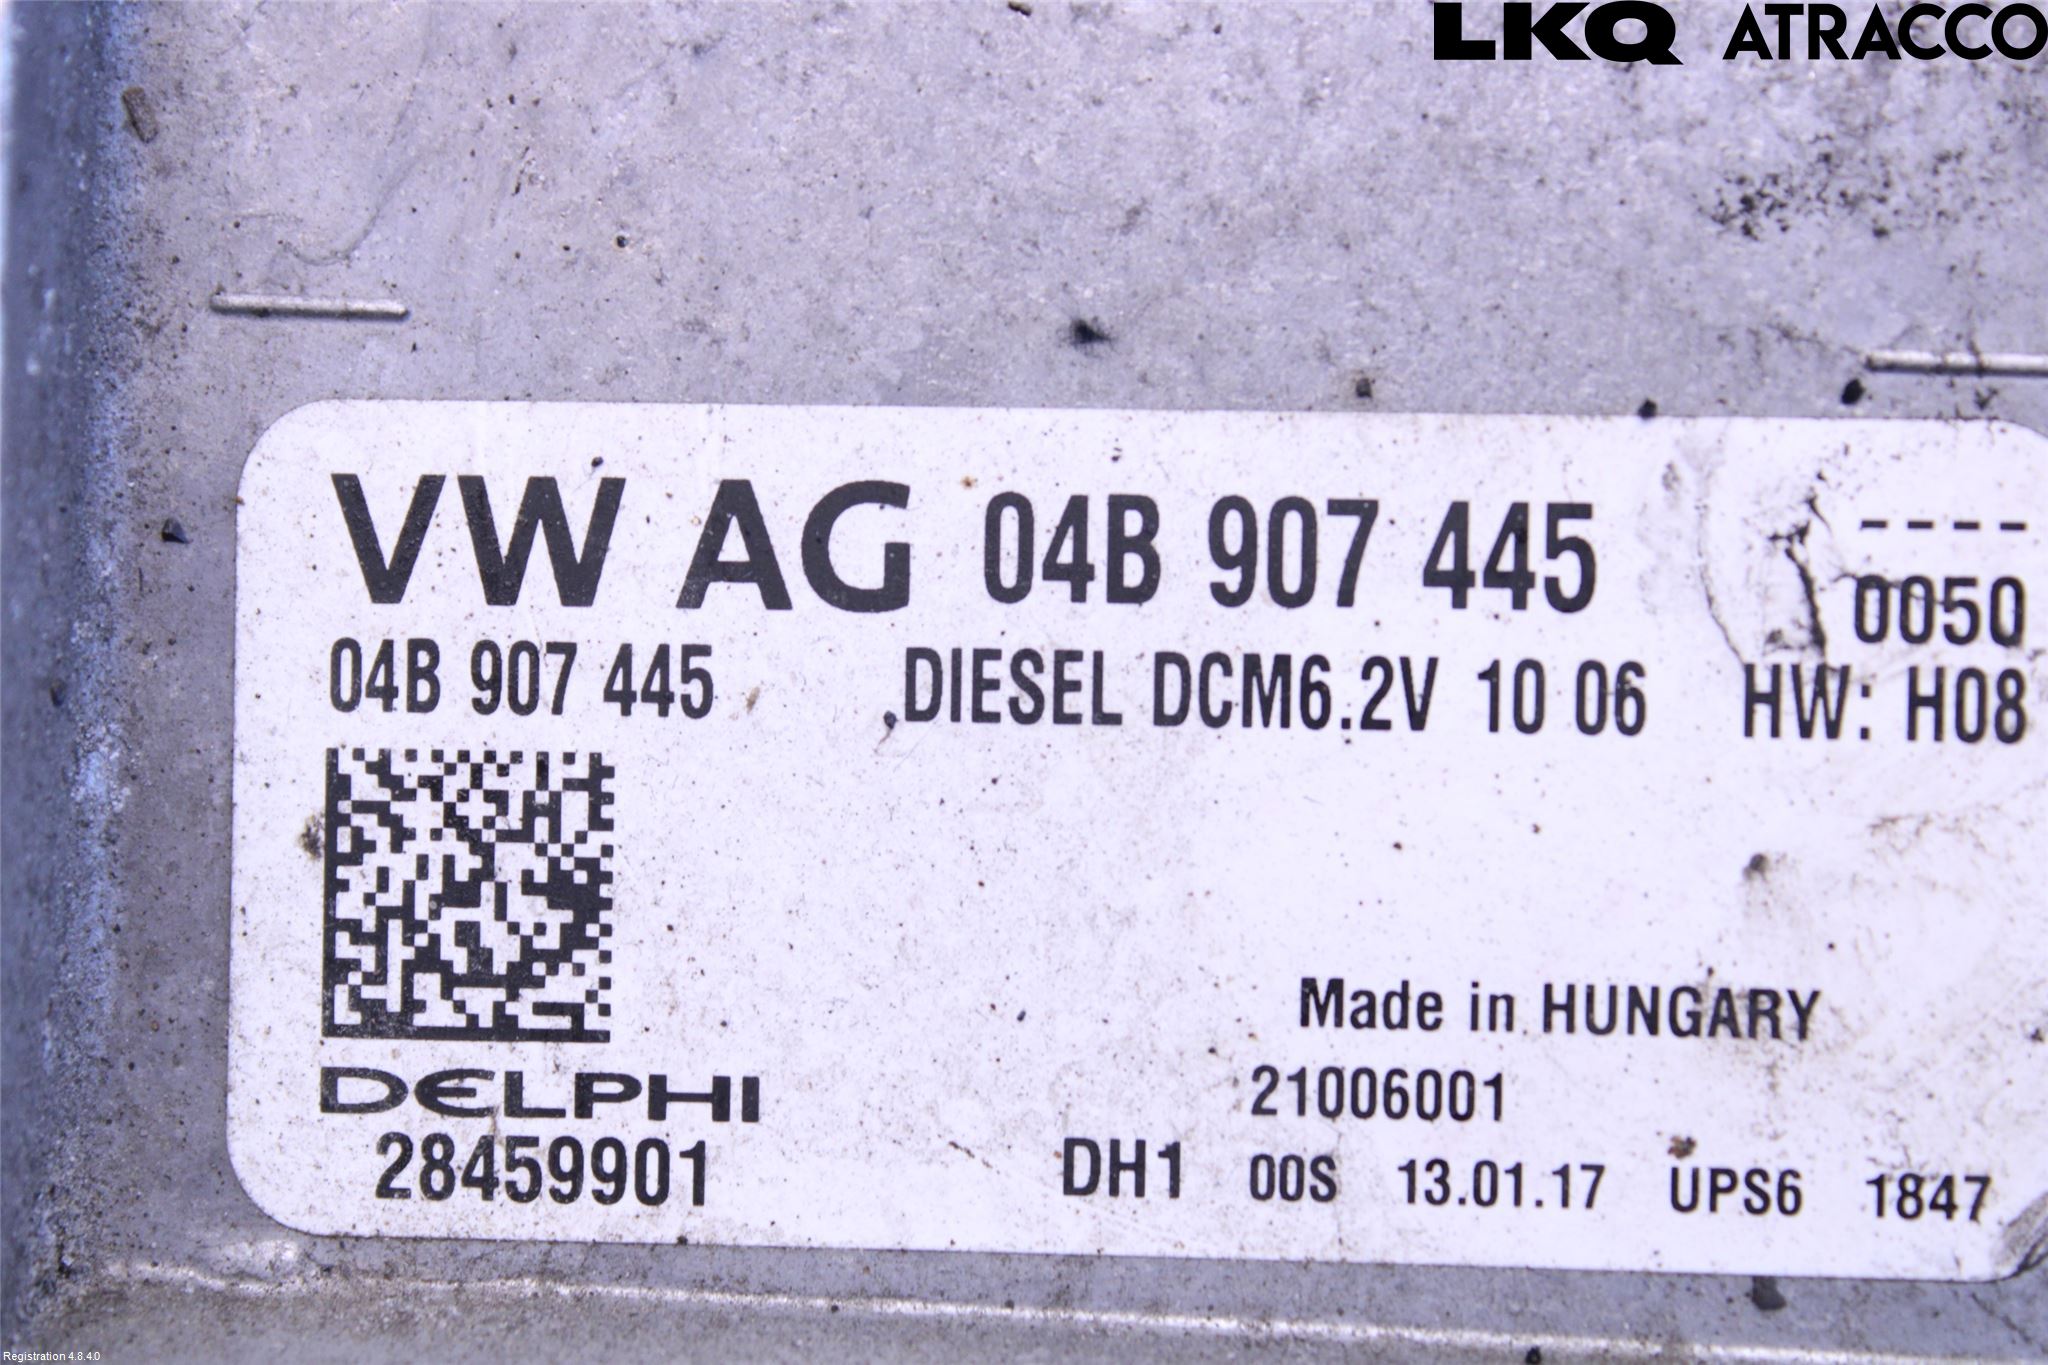 LKQ ATRACCO
VW AG 04B 907 445 ----
0050
04B 907 445 DIESEL DCM6.2V 10 06 HW: H08
Made in HUNGARY
DELPHI 21006001
28459901 DH1 00S 13.01.17 UPS6 1847
Registration 4.8.4.0